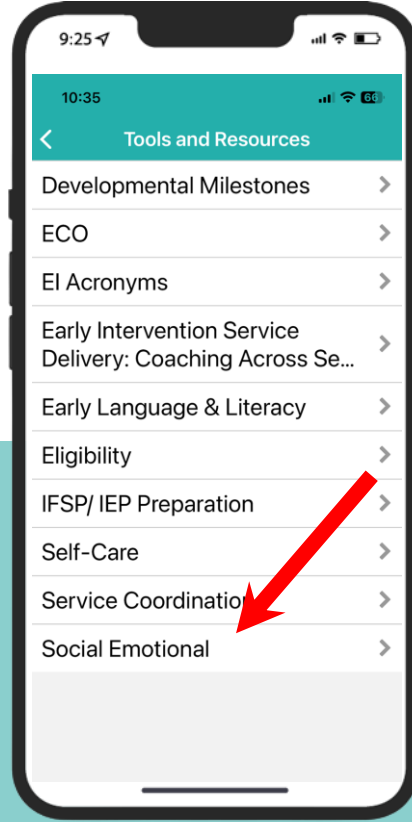 9:25
10:35 66
Tools and Resources
Developmental Milestones
ECO
EI Acronyms
Early Intervention Service
Delivery: Coaching Across Se...
Early Language & Literacy
Eligibility
IFSP/ IEP Preparation
Self-Care
Service Coordination
Social Emotional